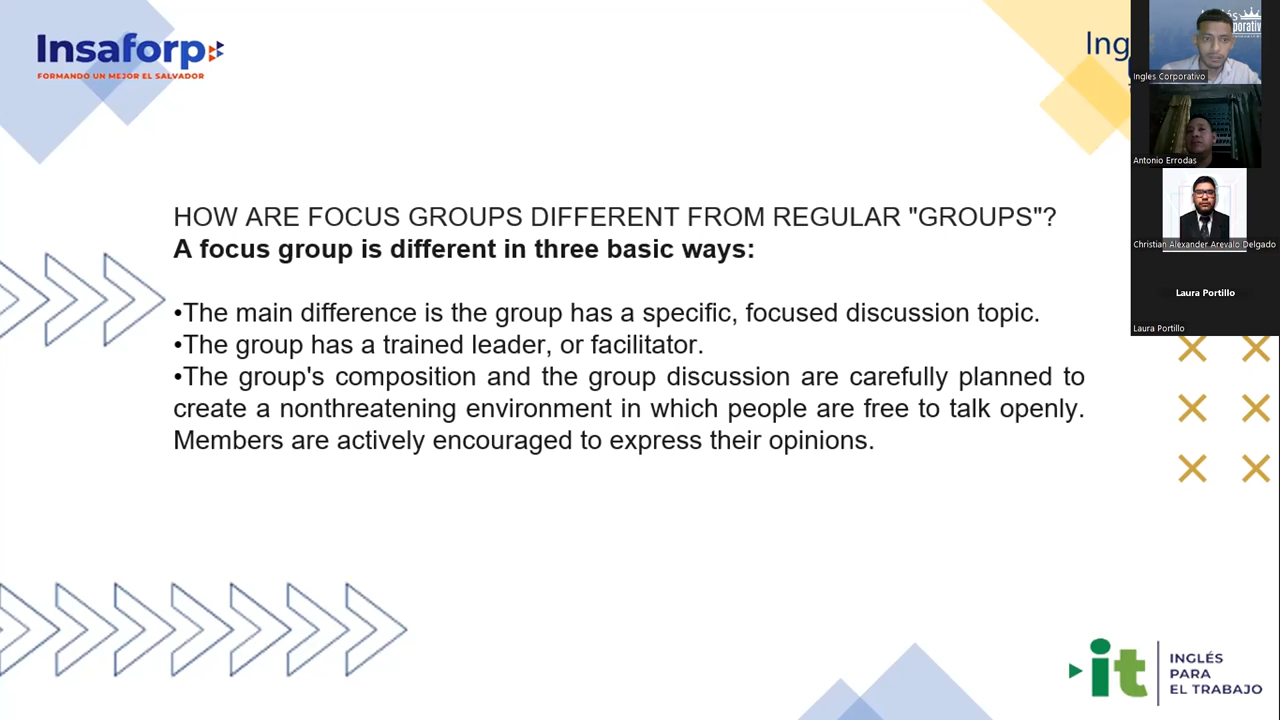 Insaforp
FORMANDO UN MEJOR EL SALVADOR
Ing
Ingles Corporativo
Antonio Errodas
Christian Alexander Arevalo Delgado
Laura Portillo
Laura Portillo
HOW ARE FOCUS GROUPS DIFFERENT FROM REGULAR "GROUPS"?
A focus group is different in three basic ways:
•The main difference is the group has a specific, focused discussion topic.
•The group has a trained leader, or facilitator.
•The group's composition and the group discussion are carefully planned to
create a nonthreatening environment in which people are free to talk openly.
Members are actively encouraged to express their opinions.
it
INGLÉS
PARA
EL TRABAJO